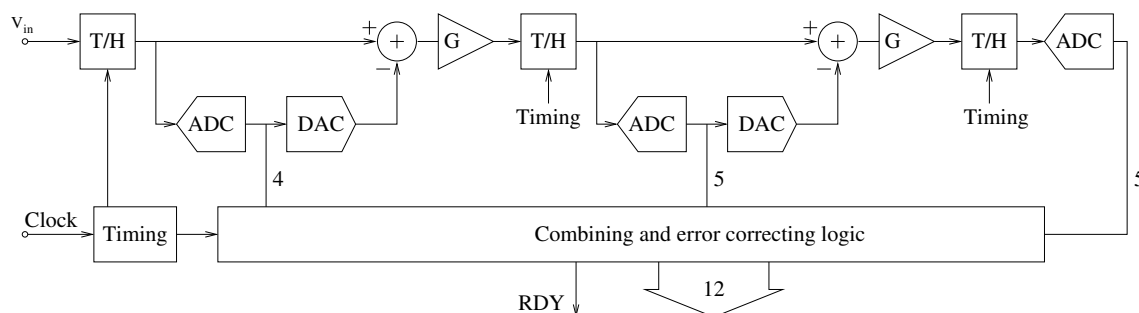 V_in
T/H
+
+
−
G
T/H
+
+
−
G
T/H
ADC
ADC
DAC
Timing
ADC
DAC
Timing
4
5
5
Clock
Timing
Combining and error correcting logic
RDY
12